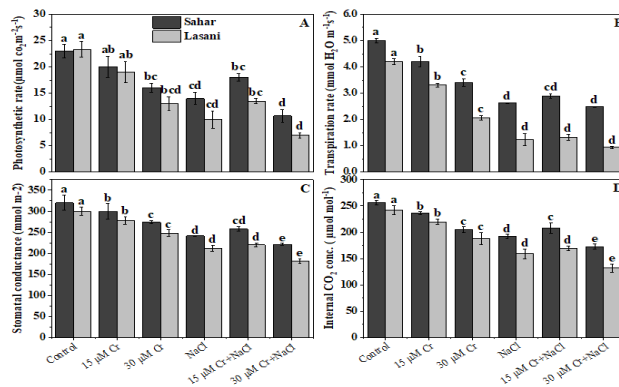 A
Sahar
Lasani
Photosynthetic rate(µmol co₂m⁻²s⁻¹)
30
25
20
15
10
5
0
a a ab ab bc bcd cd cd cd bc d d
B
Transpiration rate (mmol H₂O m⁻¹s⁻¹)
6.0
5.0
4.0
3.0
2.0
1.0
0.0
a a b b c c d d cd d d d
C
Stomatal conductance (mmol m-2)
350
300
250
200
150
100
50
0
a a b b c c d d cd d e e
Control
15 µM Cr
30 µM Cr
NaCl
15 µM Cr+NaCl
30 µM Cr+NaCl
D
Internal CO₂ conc. ( µmol mol⁻¹)
300
250
200
150
100
50
0
a a b b c c d d c d e e
Control
15 µM Cr
30 µM Cr
NaCl
15 µM Cr+NaCl
30 µM Cr+NaCl